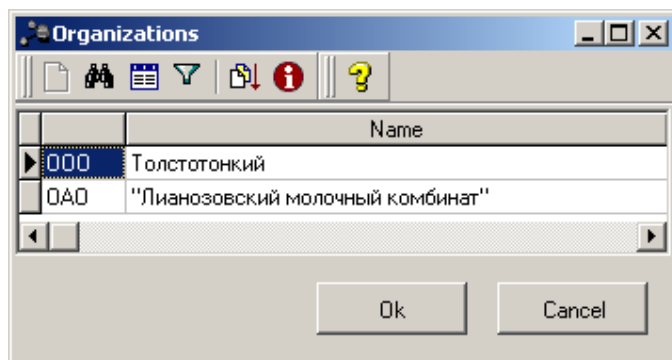 Organizations
Name
ООО Толстотонкий
ОАО "Лианозовский молочный комбинат"
Ok Cancel